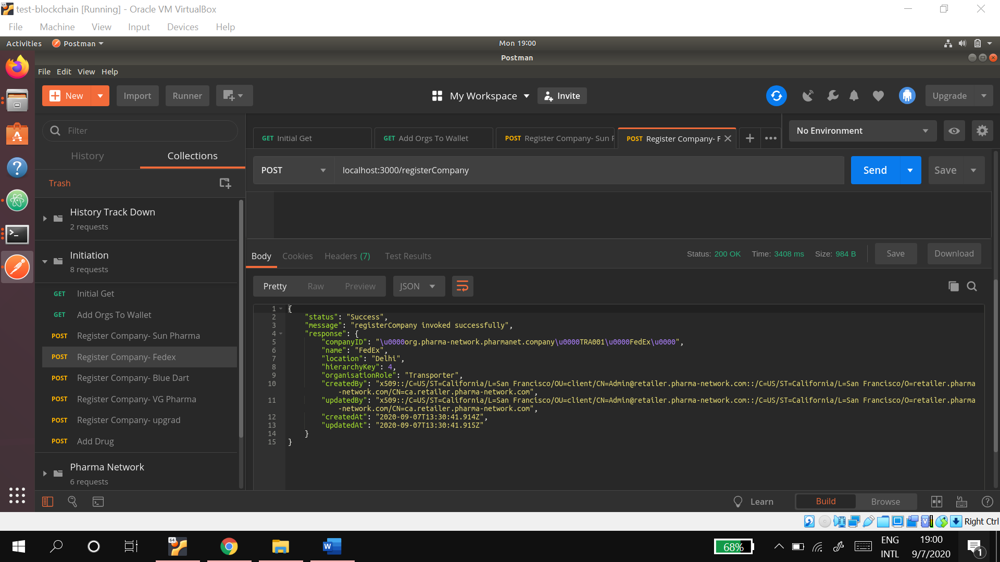 test-blockchain [Running] - Oracle VM VirtualBox
File Machine View Input Devices Help
Activities Postman Mon 19:00
Postman
File Edit View Help
New Import Runner My Workspace Invite Upgrade
Filter
History Collections
Trash
History Track Down
2 requests
Initiation
8 requests
GET Initial Get
GET Add Orgs To Wallet
POST Register Company- Sun Pharma
POST Register Company- Fedex
POST Register Company- Blue Dart
POST Register Company- VG Pharma
POST Register Company- upgrad
POST Add Drug
Pharma Network
6 requests
GET Initial Get GET Add Orgs To Wallet POST Register Company- Sun P POST Register Company- F No Environment
POST localhost:3000/registerCompany Send Save
Body Cookies Headers (7) Test Results Status: 200 OK Time: 3408 ms Size: 984 B Save Download
Pretty Raw Preview JSON
1 {
2 "status": "Success",
3 "message": "registerCompany invoked successfully",
4 "response": {
5 "companyID": "\u0000org.pharma-network.pharmanet.company\u0000TRA001\u0000FedEx\u0000",
6 "name": "FedEx",
7 "location": "Delhi",
8 "hierarchyKey": 4,
9 "organisationRole": "Transporter",
10 "createdBy": "x509::/C=US/ST=California/L=San Francisco/OU=client/CN=Admin@retailer.pharma-network.com::/C=US/ST=California/L=San Francisco/O=retailer.pharma
-network.com/CN=ca.retailer.pharma-network.com",
11 "updatedBy": "x509::/C=US/ST=California/L=San Francisco/OU=client/CN=Admin@retailer.pharma-network.com::/C=US/ST=California/L=San Francisco/O=retailer.pharma
-network.com/CN=ca.retailer.pharma-network.com",
12 "createdAt": "2020-09-07T13:30:41.914Z",
13 "updatedAt": "2020-09-07T13:30:41.915Z"
14 }
15 }
Learn Build Browse
Right Ctrl
64 W 68% ENG 19:00
INTL 9/7/2020 1